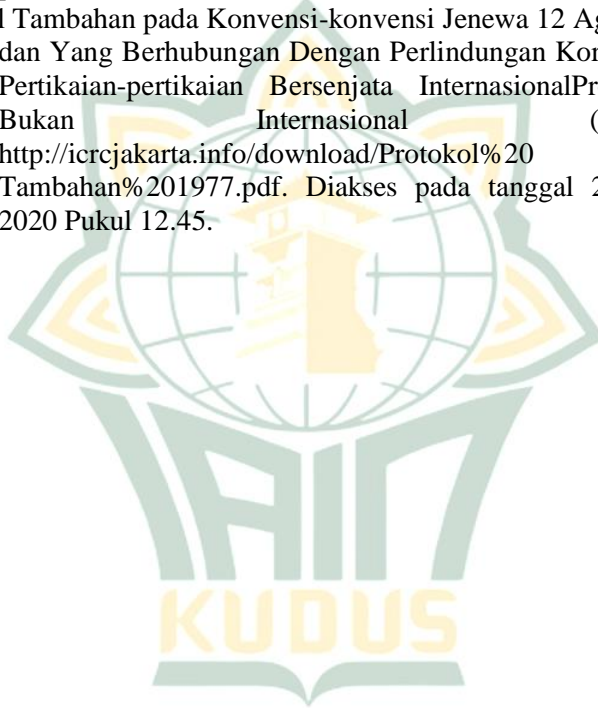 l Tambahan pada Konvensi-konvensi Jenewa 12 Ag
dan Yang Berhubungan Dengan Perlindungan Kor
Pertikaian-pertikaian Bersenjata InternasionalPr
Bukan Internasional (
http://icrcjakarta.info/download/Protokol%20
Tambahan%201977.pdf. Diakses pada tanggal 2
2020 Pukul 12.45.
IAIN
KUDUS